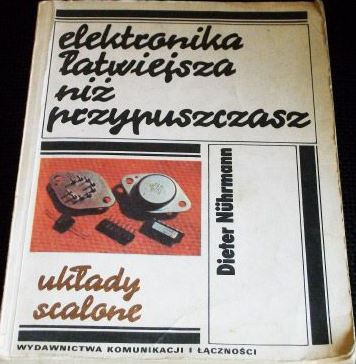 elektronika
łatwiejsza
niż
przypuszczasz
Dieter Nührmann
układy
scalone
WYDAWNICTWA KOMUNIKACJI I ŁĄCZNOŚCI